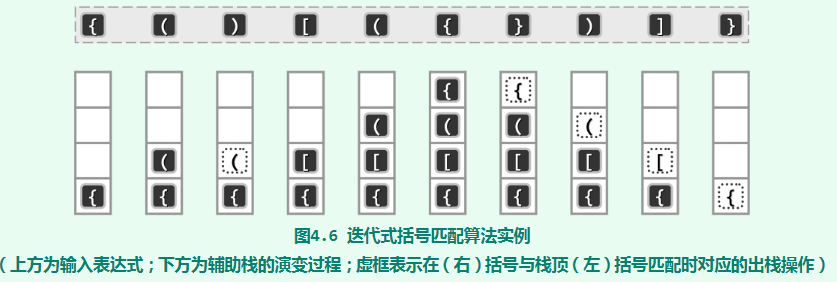 { ( ) [ ( { } ) ] }
{ {
( ( ( (
( ( [ [ [ [ [ [
{ { { { { { { { { {
图4.6 迭代式括号匹配算法实例
(上方为输入表达式;下方为辅助栈的演变过程;虚框表示在(右)括号与栈顶(左)括号匹配时对应的出栈操作)